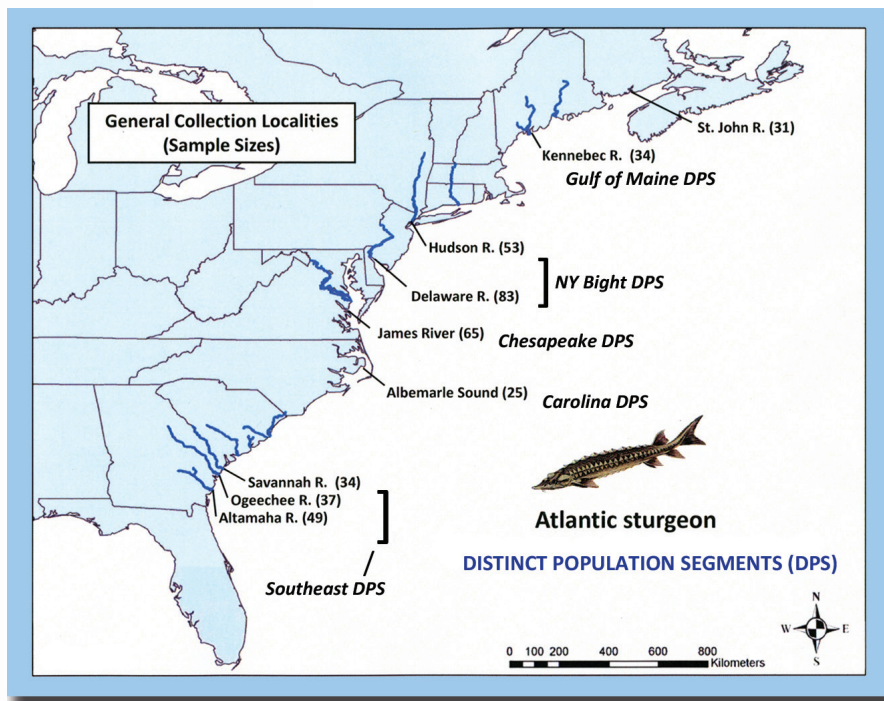 General Collection Localities
(Sample Sizes)
St. John R. (31)
Kennebec R. (34)
Gulf of Maine DPS
Hudson R. (53)
NY Bight DPS
Delaware R. (83)
James River (65)
Chesapeake DPS
Albemarle Sound (25)
Carolina DPS
Savannah R. (34)
Ogeechee R. (37)
Altamaha R. (49)
Southeast DPS
Atlantic sturgeon
DISTINCT POPULATION SEGMENTS (DPS)
N
W E
S
0 100 200 400 600 800
Kilometers